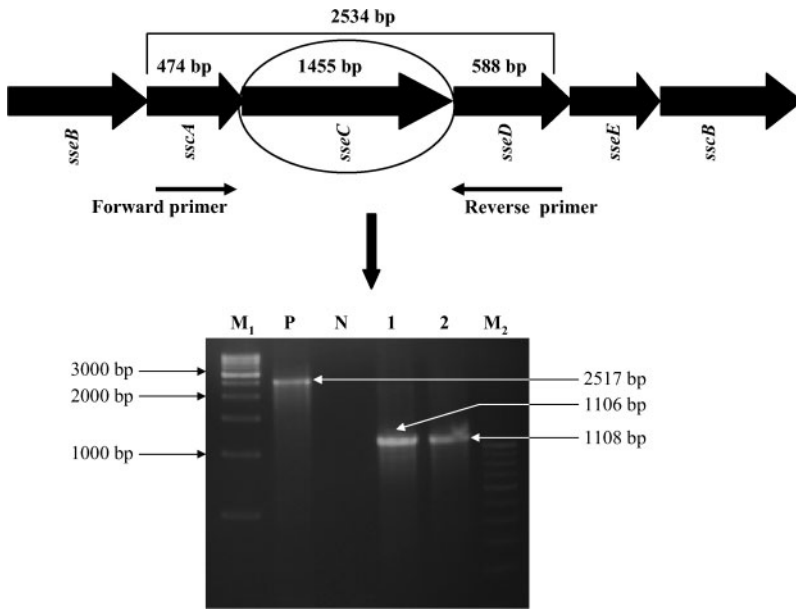 2534 bp
474 bp 1455 bp 588 bp
sseB sscA sseC sseD sseE sscB
Forward primer Reverse primer
M1 P N 1 2 M2
3000 bp
2517 bp
2000 bp
1106 bp
1108 bp
1000 bp